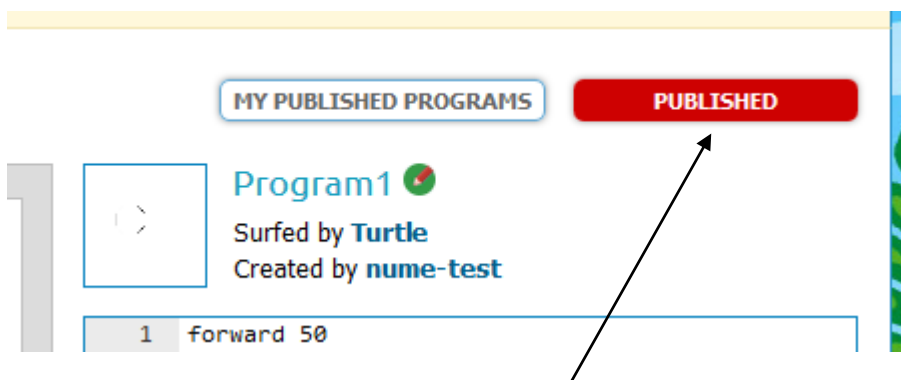 MY PUBLISHED PROGRAMS PUBLISHED
Program1
Surfed by Turtle
Created by nume-test
1 forward 50